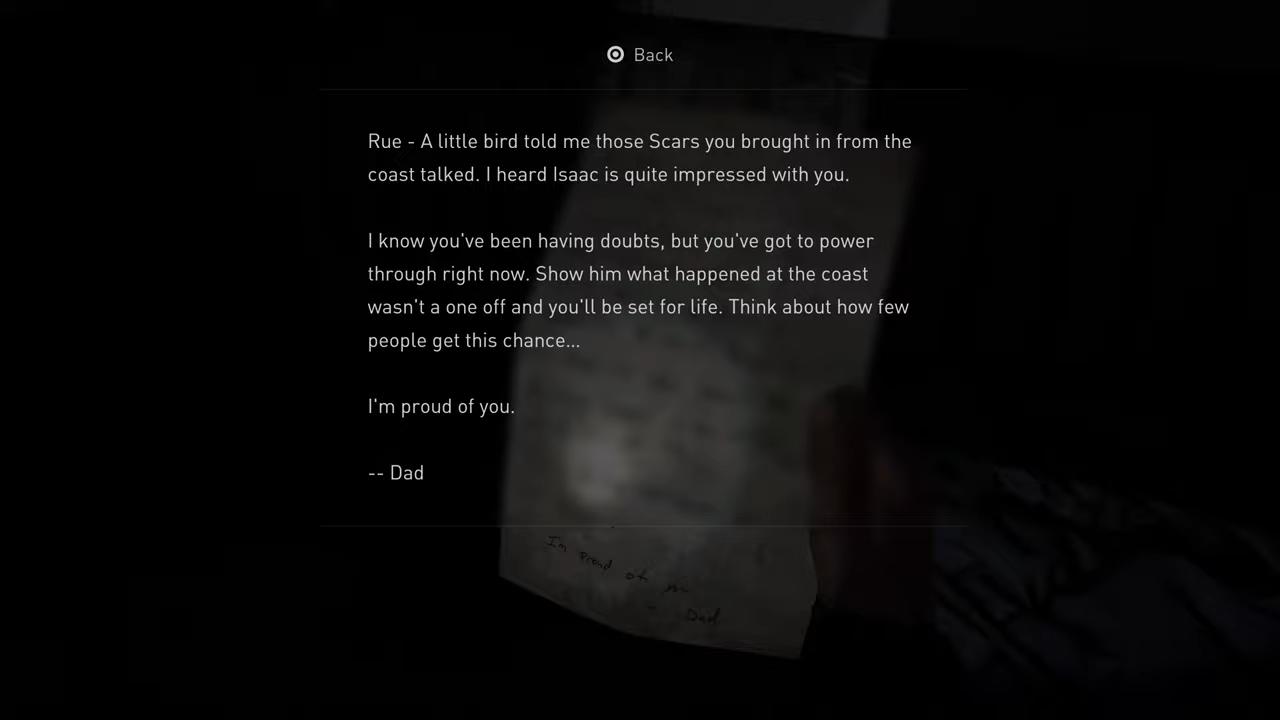 Back
Rue - A little bird told me those Scars you brought in from the
coast talked. I heard Isaac is quite impressed with you.
I know you've been having doubts, but you've got to power
through right now. Show him what happened at the coast
wasn't a one off and you'll be set for life. Think about how few
people get this chance...
I'm proud of you.
-- Dad
I'm proud of
- Dad